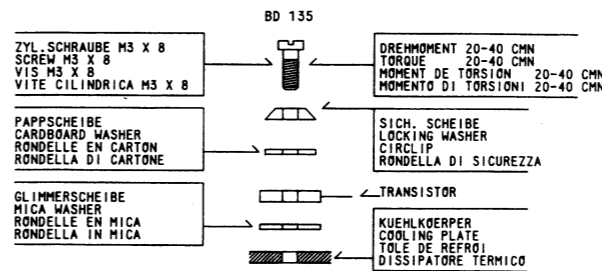 BD 135
ZYL.SCHRAUBE M3 X 8
SCREW M3 X 8
VIS M3 X 8
VITE CILINDRICA M3 X 8
DREHMOMENT 20-40 CMN
TORQUE 20-40 CMN
MOMENT DE TORSION 20-40 CMN
MOMENTO DI TORSIONI 20-40 CMN
PAPPSCHEIBE
CARDBOARD WASHER
RONDELLE EN CARTON
RONDELLA DI CARTONE
SICH. SCHEIBE
LOCKING WASHER
CIRCLIP
RONDELLA DI SICUREZZA
TRANSISTOR
GLIMMERSCHEIBE
MICA WASHER
RONDELLE EN MICA
RONDELLA IN MICA
KUEHLKOERPER
COOLING PLATE
TOLE DE REFROI
DISSIPATORE TERMICO